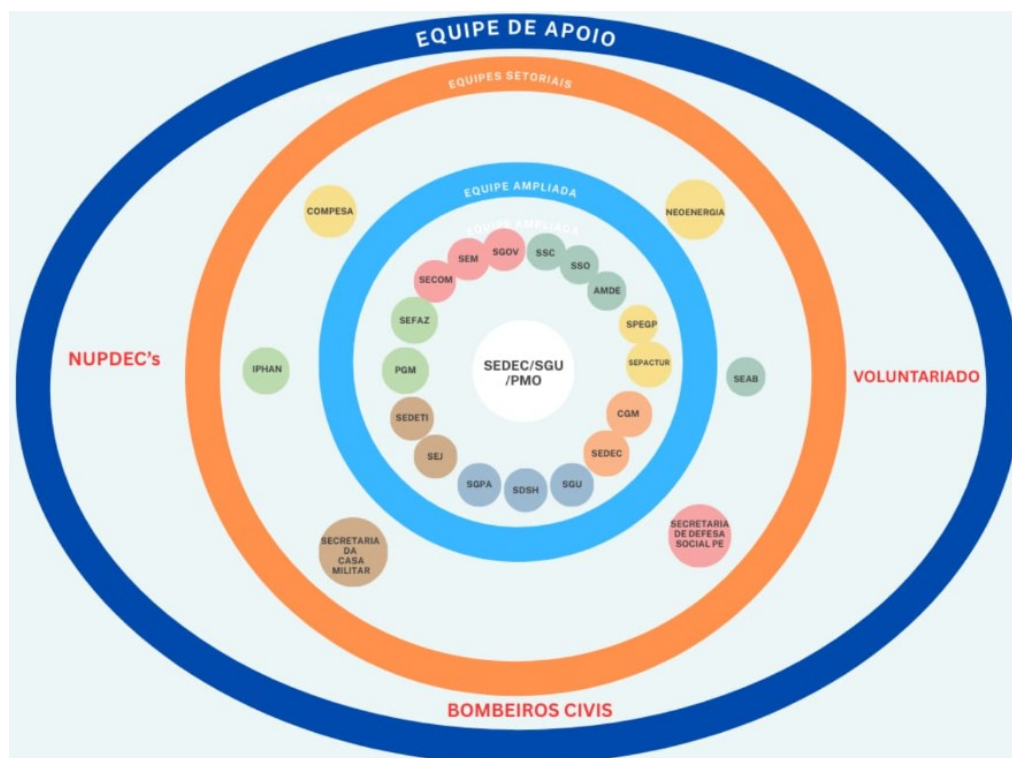 EQUIPE DE APOIO
EQUIPES SETORIAIS
EQUIPE AMPLIADA
EQUIPE AMPLIADA
COMPESA
NEOENERGIA
SGOV
SSC
SEM
SSO
SECOM
AMDE
SEFAZ
SPEGP
NUPDEC's
IPHAN
PGM
SEDEC/SGU
/PMO
SEPACTUR
SEAB
VOLUNTARIADO
SEDETI
CGM
SEJ
SEDEC
SGPA
SDSH
SGU
SECRETARIA
DA
CASA
MILITAR
SECRETARIA
DE DEFESA
SOCIAL PE
BOMBEIROS CIVIS